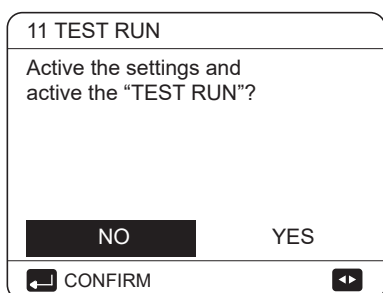 11 TEST RUN
Active the settings and
active the “TEST RUN”?
NO YES
CONFIRM